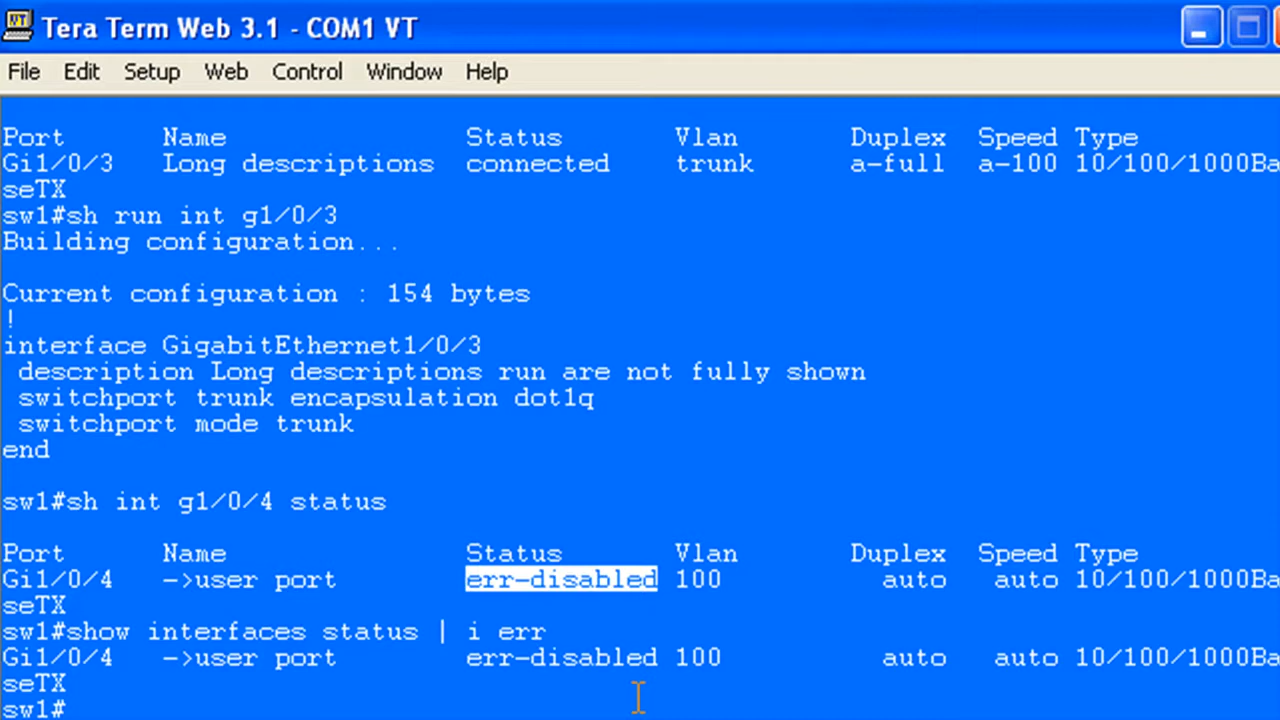 Tera Term Web 3.1 - COM1 VT
File Edit Setup Web Control Window Help
Port Name Status Vlan Duplex Speed Type
Gi1/0/3 Long descriptions connected trunk a-full a-100 10/100/1000Ba
seTX
sw1#sh run int g1/0/3
Building configuration...
Current configuration : 154 bytes
!
interface GigabitEthernet1/0/3
description Long descriptions run are not fully shown
switchport trunk encapsulation dot1q
switchport mode trunk
end
sw1#sh int g1/0/4 status
Port Name Status Vlan Duplex Speed Type
Gi1/0/4 ->user port err-disabled 100 auto auto 10/100/1000Ba
seTX
sw1#show interfaces status | i err
Gi1/0/4 ->user port err-disabled 100 auto auto 10/100/1000Ba
seTX
sw1#